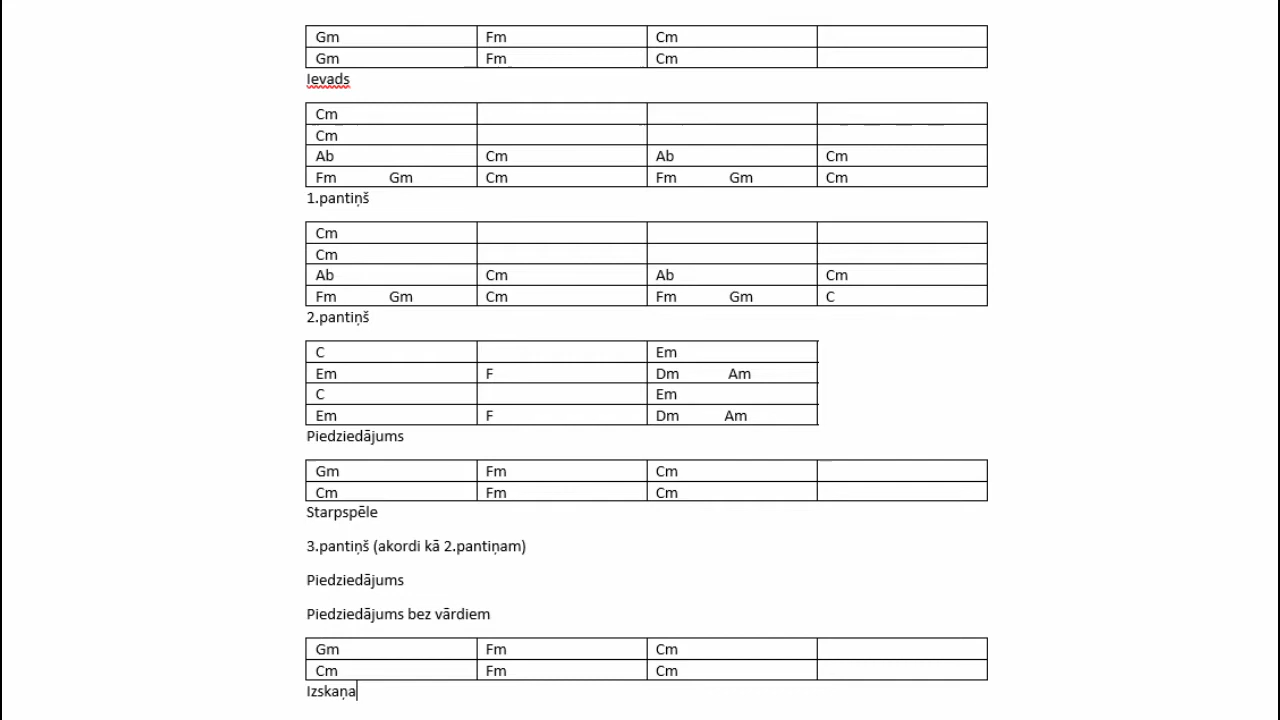 Gm Fm Cm
Gm Fm Cm
Ievads
Cm
Cm
Ab Cm Ab Cm
Fm Gm Cm Fm Gm Cm
1.pantiņš
Cm
Cm
Ab Cm Ab Cm
Fm Gm Cm Fm Gm C
2.pantiņš
C Em
Em F Dm Am
C Em
Em F Dm Am
Piedziedājums
Gm Fm Cm
Cm Fm Cm
Starpspēle
3.pantiņš (akordi kā 2.pantiņam)
Piedziedājums
Piedziedājums bez vārdiem
Gm Fm Cm
Cm Fm Cm
Izskaņa